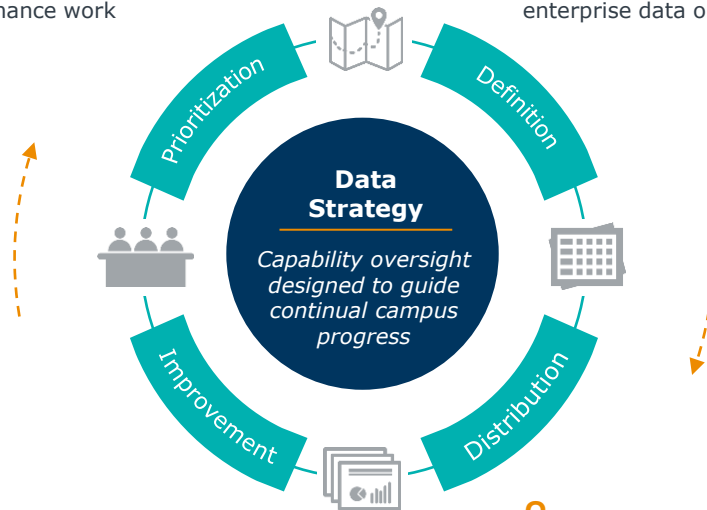 nance work
enterprise data o
Prioritization
Definition
Data
Strategy
Capability oversight
designed to guide
continual campus
progress
Improvement
Distribution